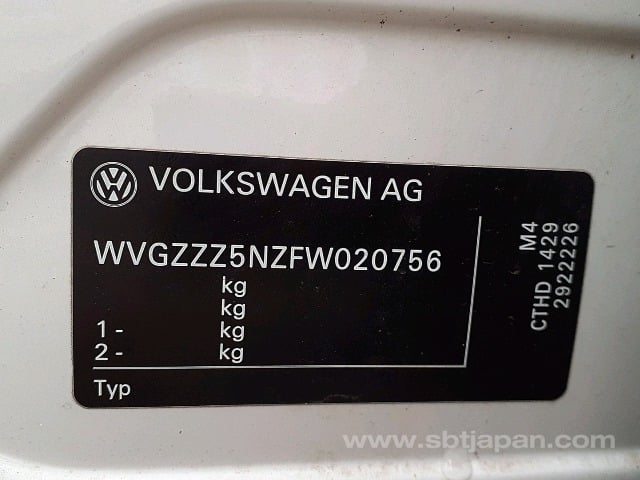 VOLKSWAGEN AG
WVGZZZ5NZFW020756
kg
kg
1 - kg
2 - kg
Typ
M4
CTHD 1429
2922226
www.sbtjapan.com